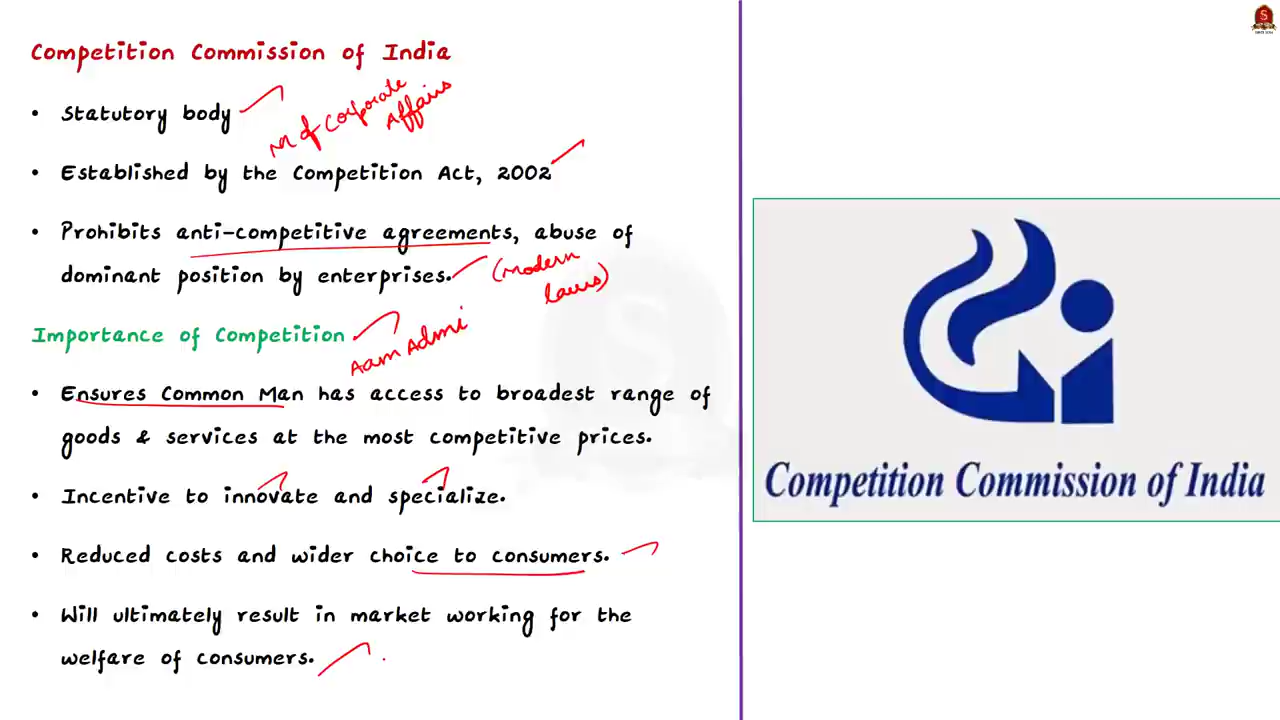 Competition Commission of India
• Statutory body
M of Corporate
Affairs
• Established by the Competition Act, 2002
• Prohibits anti-competitive agreements, abuse of
dominant position by enterprises.
(Modern
laws)
Importance of Competition
Aam Admi
• Ensures Common Man has access to broadest range of
goods & services at the most competitive prices.
• Incentive to innovate and specialize.
• Reduced costs and wider choice to consumers.
• Will ultimately result in market working for the
welfare of consumers.
Competition Commission of India
S